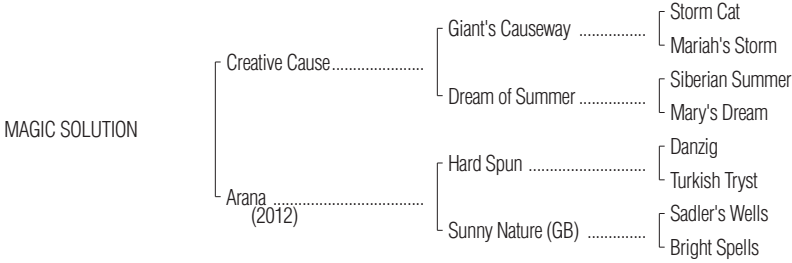 Storm Cat
Giant's Causeway ................
Mariah's Storm
Creative Cause......................
Siberian Summer
Dream of Summer ................
Mary's Dream
MAGIC SOLUTION
Danzig
Hard Spun ............................
Turkish Tryst
Arana ....................................
(2012)
Sadler's Wells
Sunny Nature (GB) ..............
Bright Spells